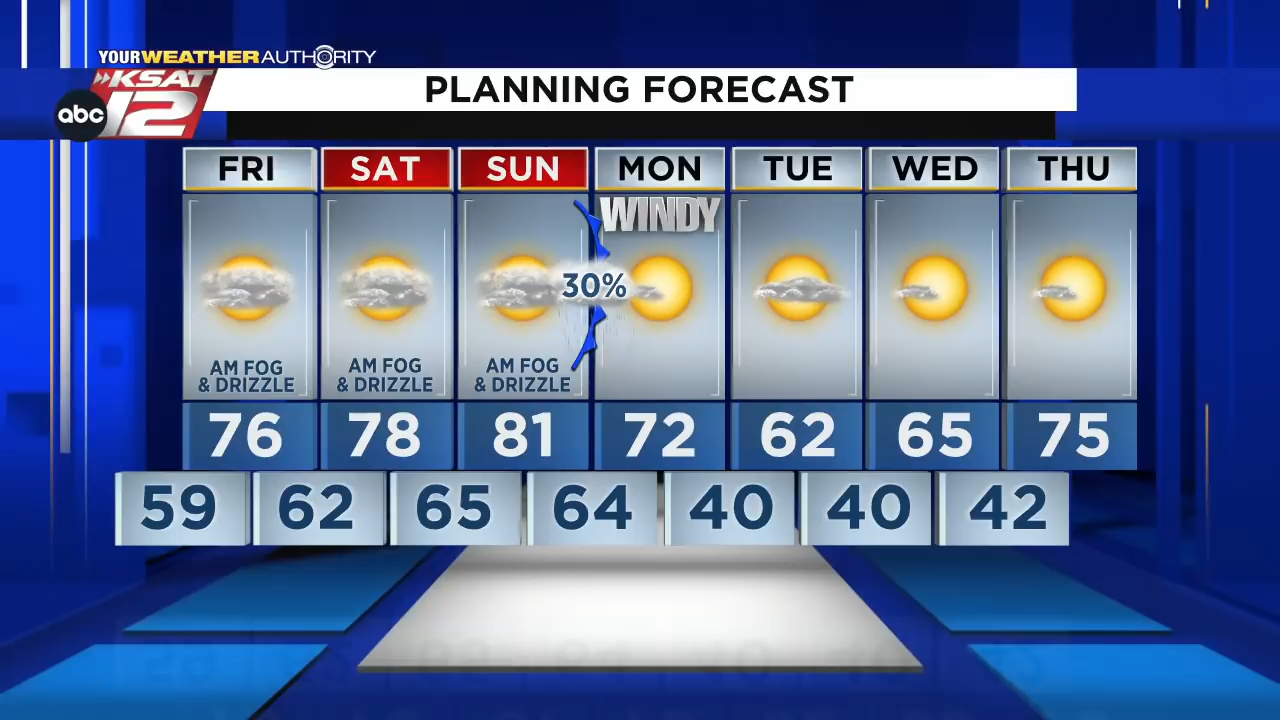 YOURWEATHERAUTHORITY
KSAT
abc 12
PLANNING FORECAST
FRI SAT SUN MON TUE WED THU
WINDY
30%
AM FOG & DRIZZLE
AM FOG & DRIZZLE
AM FOG & DRIZZLE
76 78 81 72 62 65 75
59 62 65 64 40 40 42